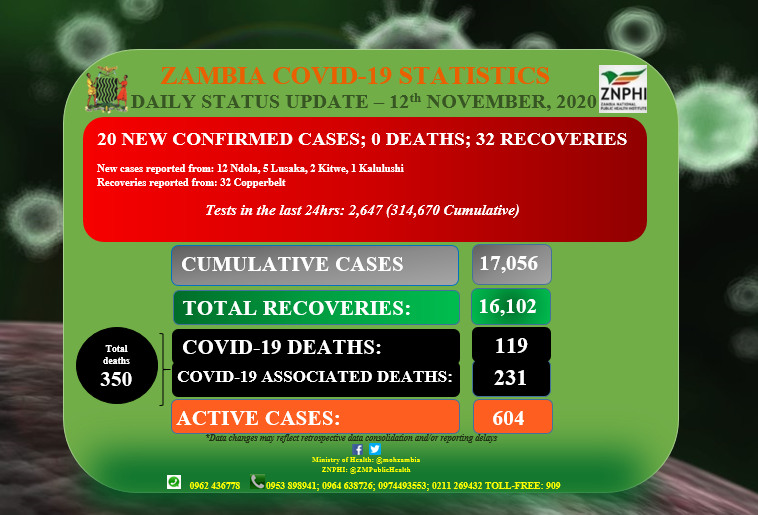 ZAMBIA COVID-19 STATISTICS
DAILY STATUS UPDATE – 12th NOVEMBER, 2020
ZNPHI
ZAMBIA NATIONAL
PUBLIC HEALTH INSTITUTE
20 NEW CONFIRMED CASES; 0 DEATHS; 32 RECOVERIES
New cases reported from: 12 Ndola, 5 Lusaka, 2 Kitwe, 1 Kalulushi
Recoveries reported from: 32 Copperbelt
Tests in the last 24hrs: 2,647 (314,670 Cumulative)
CUMULATIVE CASES 17,056
TOTAL RECOVERIES: 16,102
Total
deaths
350
COVID-19 DEATHS: 119
COVID-19 ASSOCIATED DEATHS: 231
ACTIVE CASES: 604
*Data changes may reflect retrospective data consolidation and/or reporting delays
Ministry of Health: @mohzambia
ZNPHI: @ZMPublicHealth
0962 436778 0953 898941; 0964 638726; 0974493553; 0211 269432 TOLL-FREE: 909